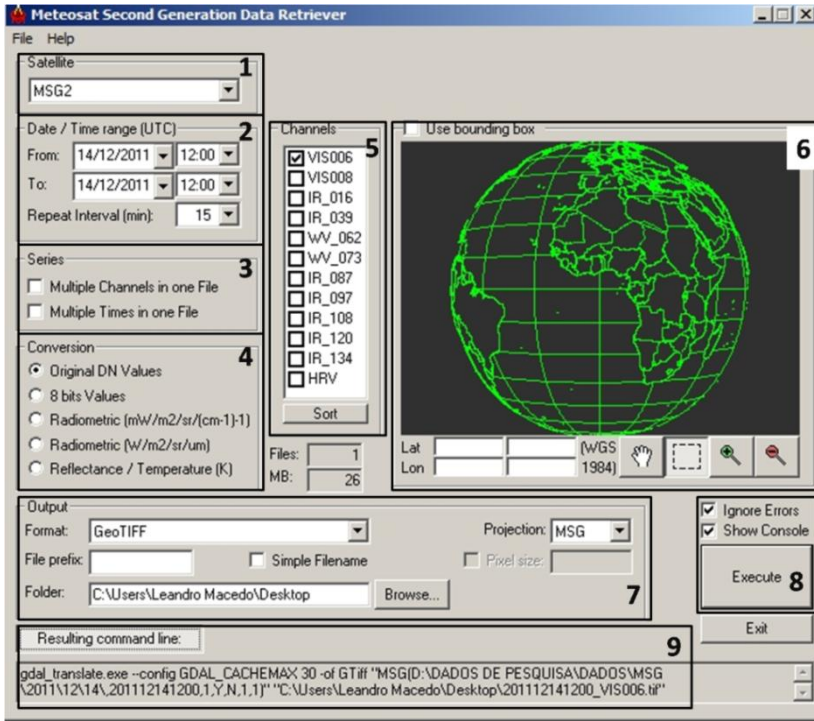 Meteosat Second Generation Data Retriever
File Help
Satellite
1
MSG2
Date / Time range (UTC)
2
From: 14/12/2011 12:00
To: 14/12/2011 12:00
Repeat Interval (min): 15
Series
3
Multiple Channels in one File
Multiple Times in one File
Conversion
4
Original DN Values
8 bits Values
Radiometric (mW/m2/sr/(cm-1)-1)
Radiometric (W/m2/sr/um)
Reflectance / Temperature (K)
Channels
5
VIS006
VIS008
IR_016
IR_039
WV_062
WV_073
IR_087
IR_097
IR_108
IR_120
IR_134
HRV
Sort
Files: 1
MB: 26
Use bounding box
6
Lat
Lon
(WGS
1984)
Output
Format: GeoTIFF Projection: MSG
File prefix: Simple Filename Pixel size:
Folder: C:\Users\Leandro Macedo\Desktop Browse...
7
Ignore Errors
Show Console
Execute
8
Exit
Resulting command line:
9
gdal_translate.exe --config GDAL_CACHEMAX 30 -of GTiff "MSG(D:\DADOS DE PESQUISA\DADOS\MSG
\2011\12\14\,201112141200,1,Y,N,1,1)" "C:\Users\Leandro Macedo\Desktop\201112141200_VIS006.tif"